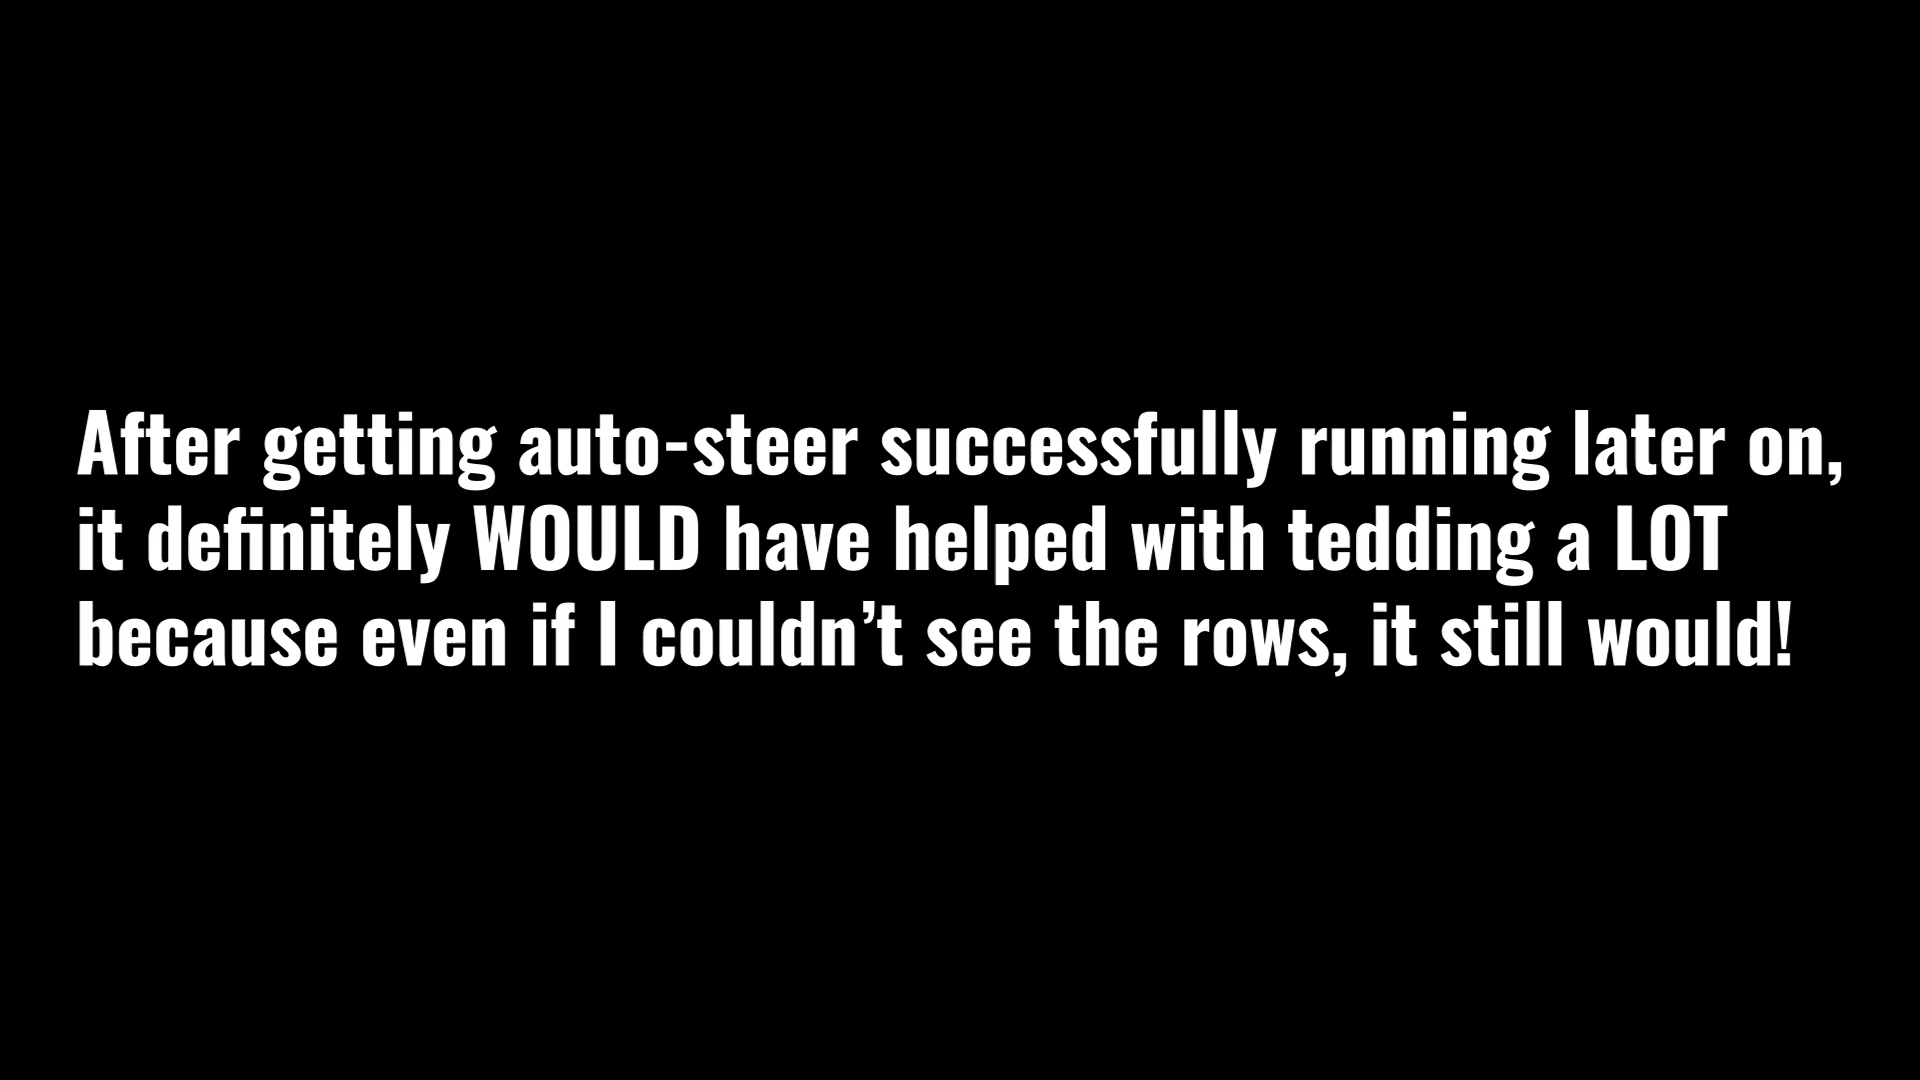 After getting auto-steer successfully running later on,
it definitely WOULD have helped with tedding a LOT
because even if I couldn’t see the rows, it still would!